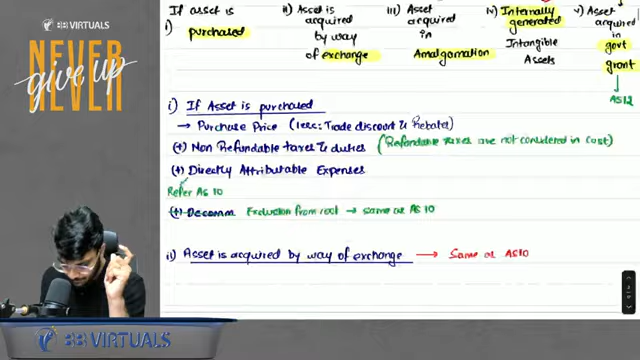 BB VIRTUALS
NEVER
give up
NEVER
If asset is
i) purchased
ii) Asset is
acquired
by way
of exchange
iii) Asset
acquired
in
Amalgamation
iv) Internally
generated
Intangible
Assets
v) Asset
acquired
in
govt
grant
AS12
i) If Asset is purchased
→ Purchase Price (less: Trade discount & Rebates)
(+) Non Refundable taxes & duties (Refundable taxes are not considered in cost)
(+) Directly Attributable Expenses
Refer AS 10
(+) Decomm. Exclusion from cost → same as AS 10
ii) Asset is acquired by way of exchange → Same as AS10
BB VIRTUALS